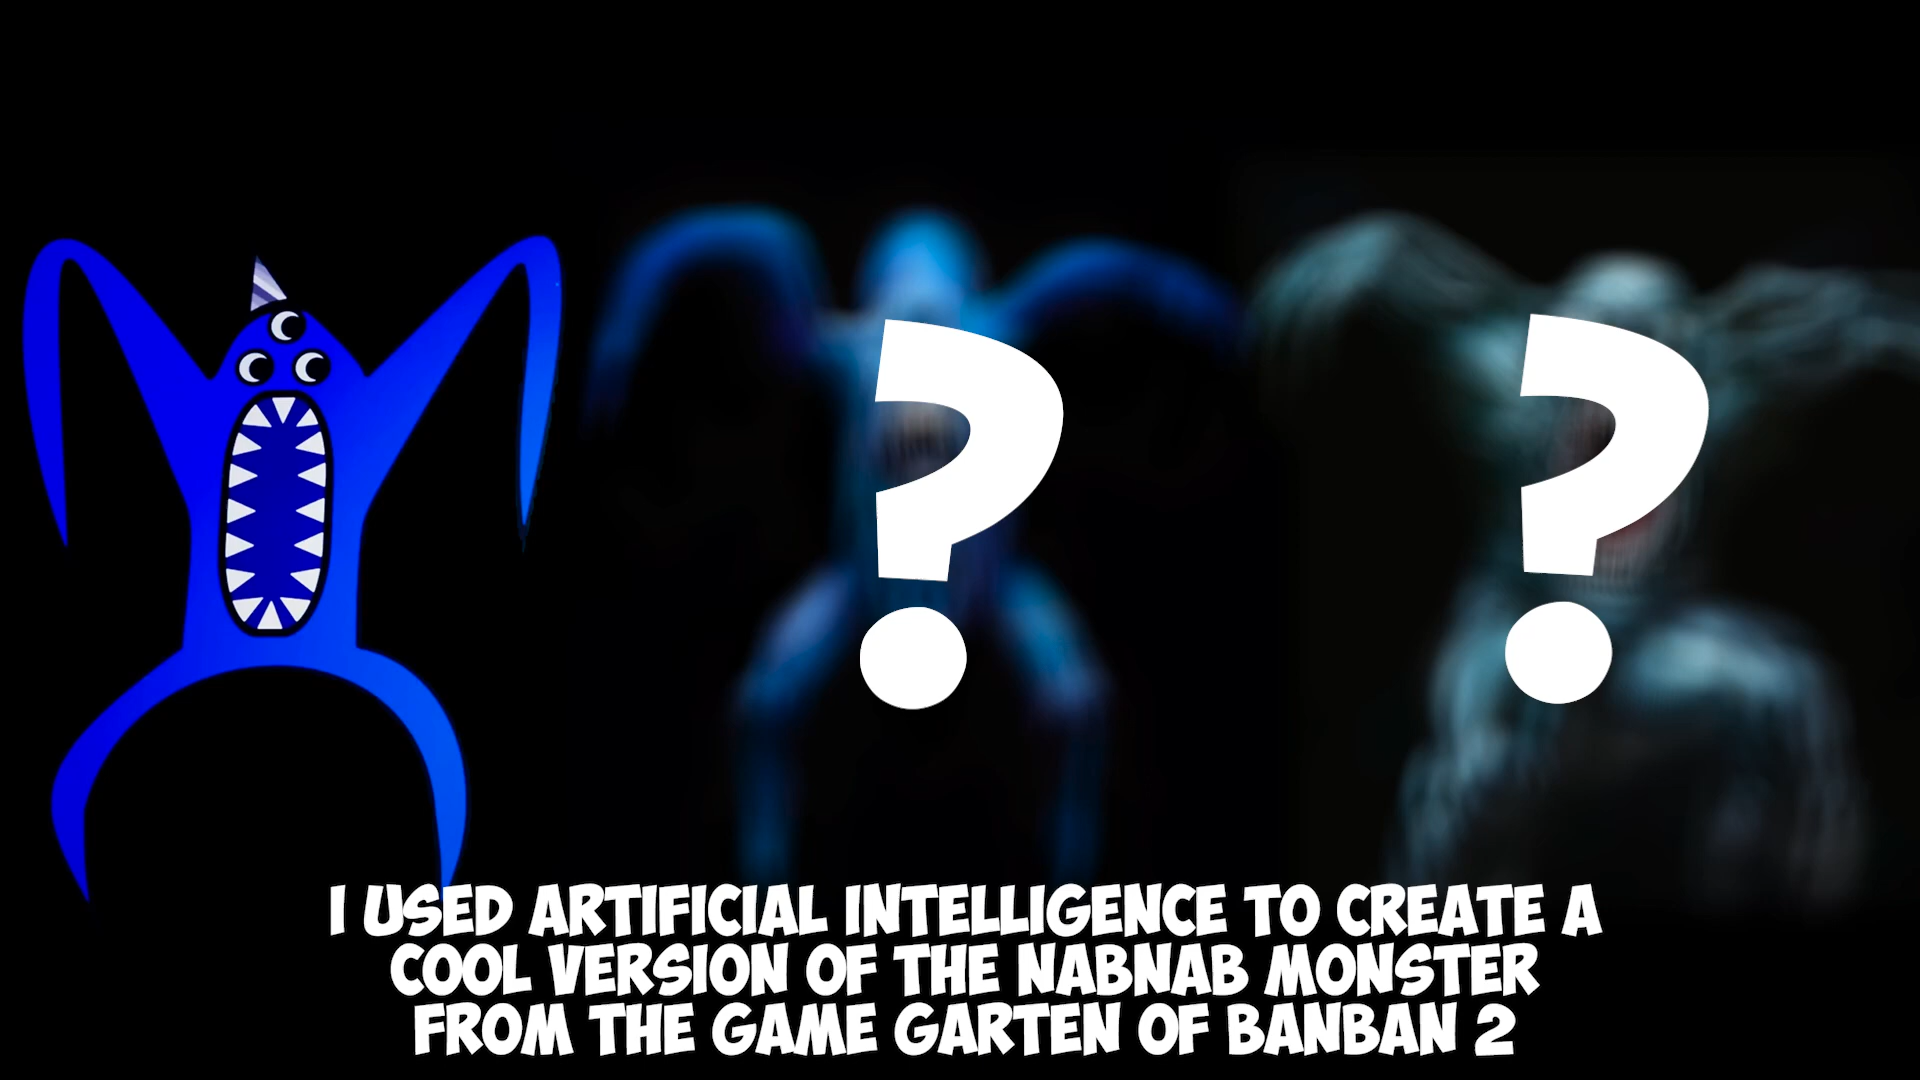 ?
?
I USED ARTIFICIAL INTELLIGENCE TO CREATE A
COOL VERSION OF THE NABNAB MONSTER
FROM THE GAME GARTEN OF BANBAN 2